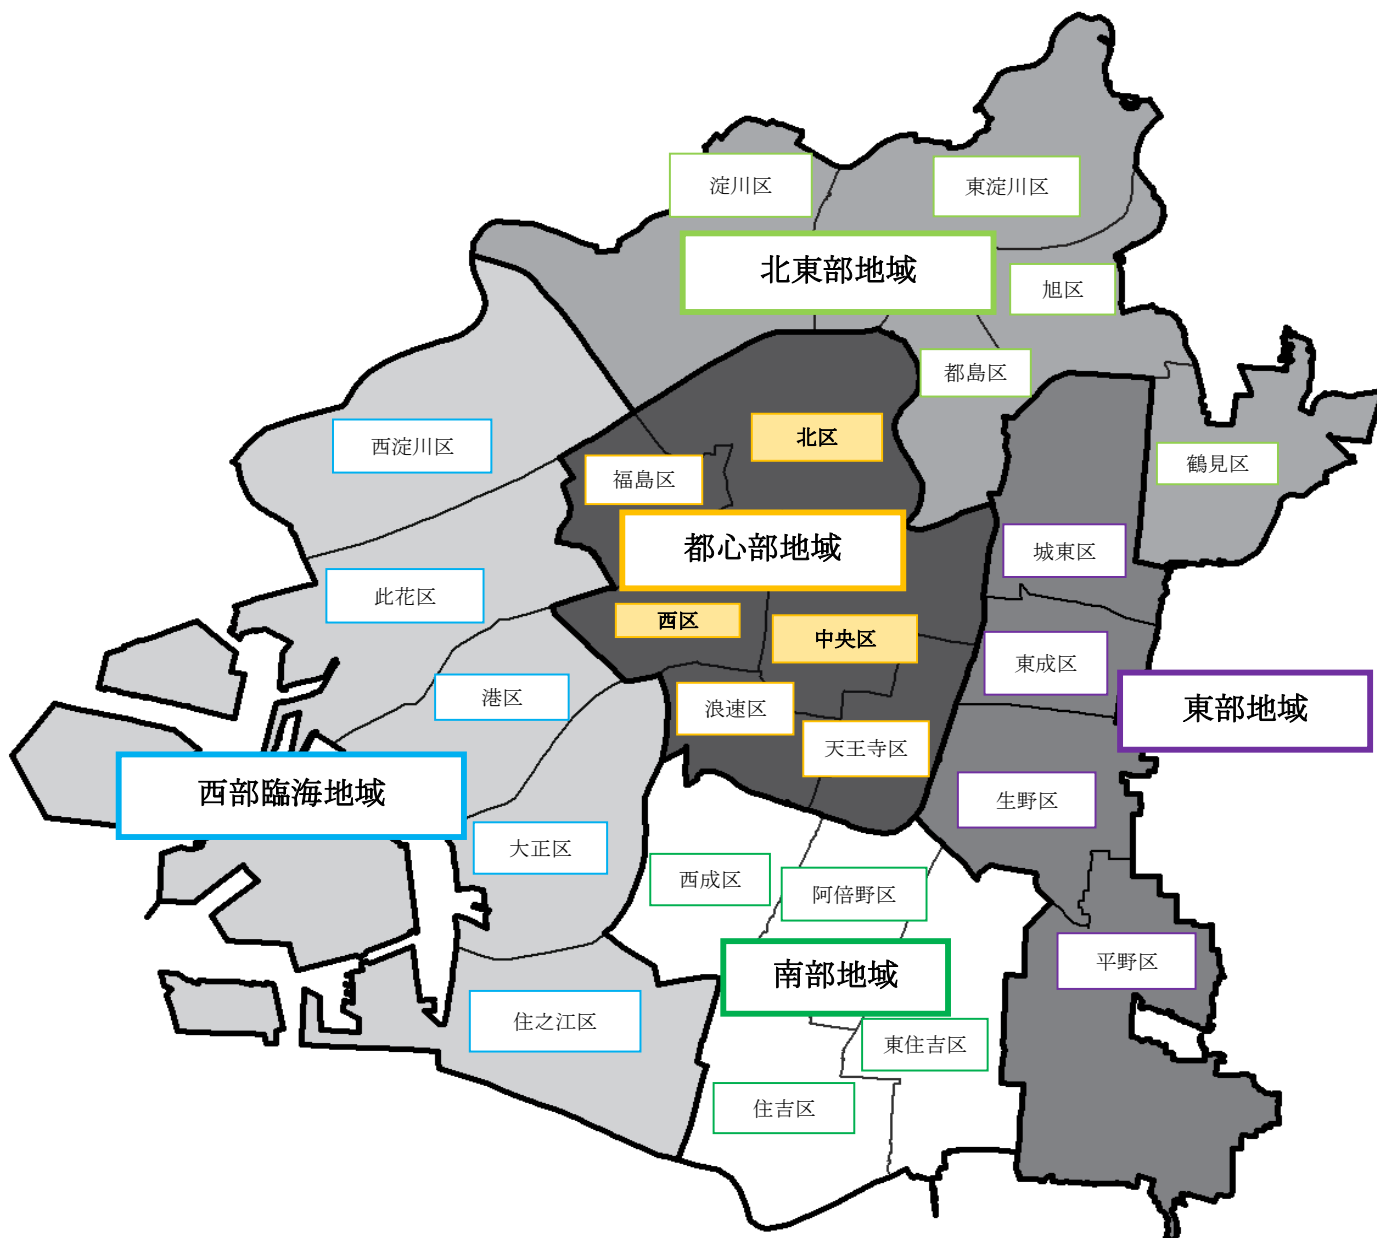 淀川区
東淀川区
北東部地域
旭区
都島区
北区
西淀川区
鶴見区
福島区
都心部地域
城東区
此花区
西区
中央区
東成区
港区
浪速区
東部地域
天王寺区
西部臨海地域
生野区
大正区
西成区
阿倍野区
平野区
南部地域
住之江区
東住吉区
住吉区